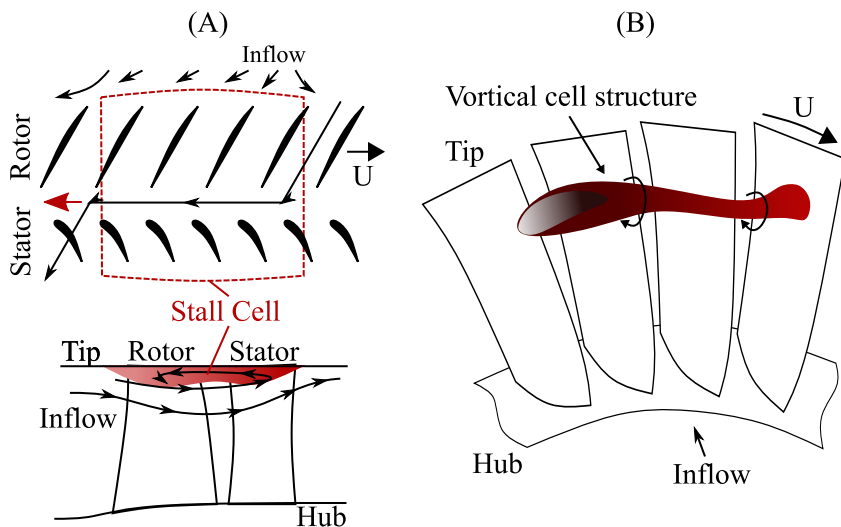 (A)
Inflow
Rotor
U
Stator
Stall Cell
Tip Rotor Stator
Inflow
Hub
(B)
Vortical cell structure
U
Tip
Hub
Inflow